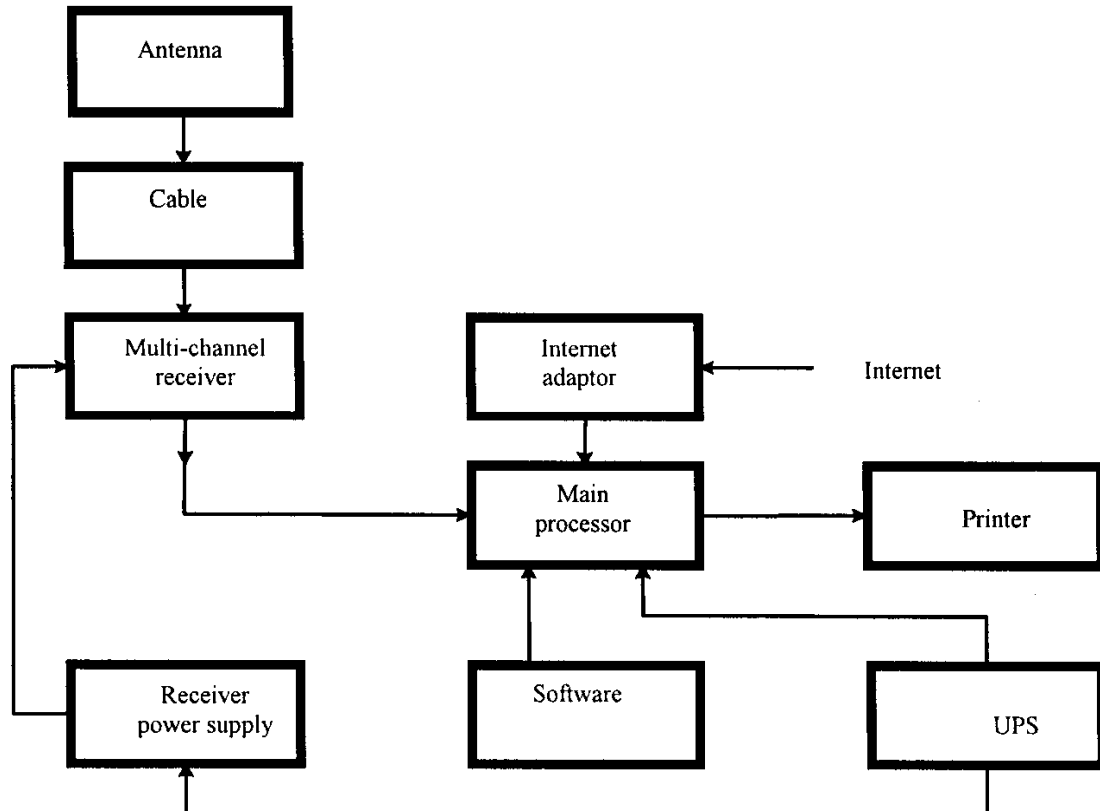 Antenna
Cable
Multi-channel
receiver
Internet
adaptor
Internet
Main
processor
Printer
Receiver
power supply
Software
UPS